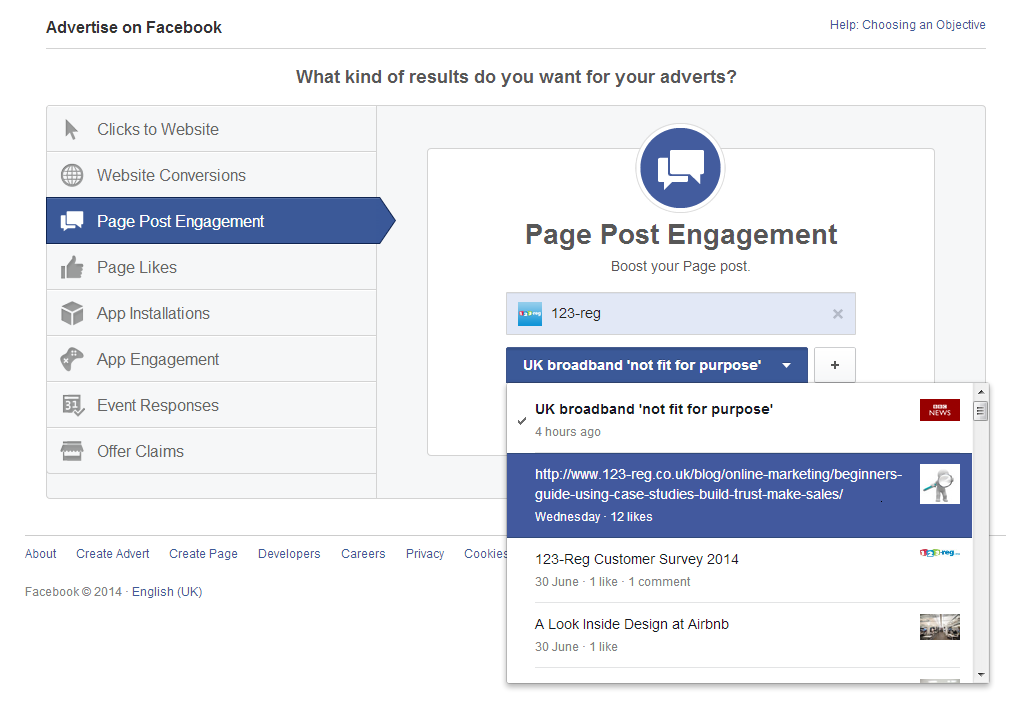 Advertise on Facebook
Help: Choosing an Objective
What kind of results do you want for your adverts?
Clicks to Website
Website Conversions
Page Post Engagement
Page Likes
App Installations
App Engagement
31
Event Responses
Offer Claims
Page Post Engagement
Boost your Page post.
123-reg
123-reg
UK broadband 'not fit for purpose'
+
UK broadband 'not fit for purpose'
4 hours ago
BBC
NEWS
http://www.123-reg.co.uk/blog/online-marketing/beginners-
guide-using-case-studies-build-trust-make-sales/
Wednesday · 12 likes
123-Reg Customer Survey 2014
30 June · 1 like · 1 comment
123-reg
A Look Inside Design at Airbnb
30 June · 1 like
About Create Advert Create Page Developers Careers Privacy Cookies
Facebook © 2014 · English (UK)